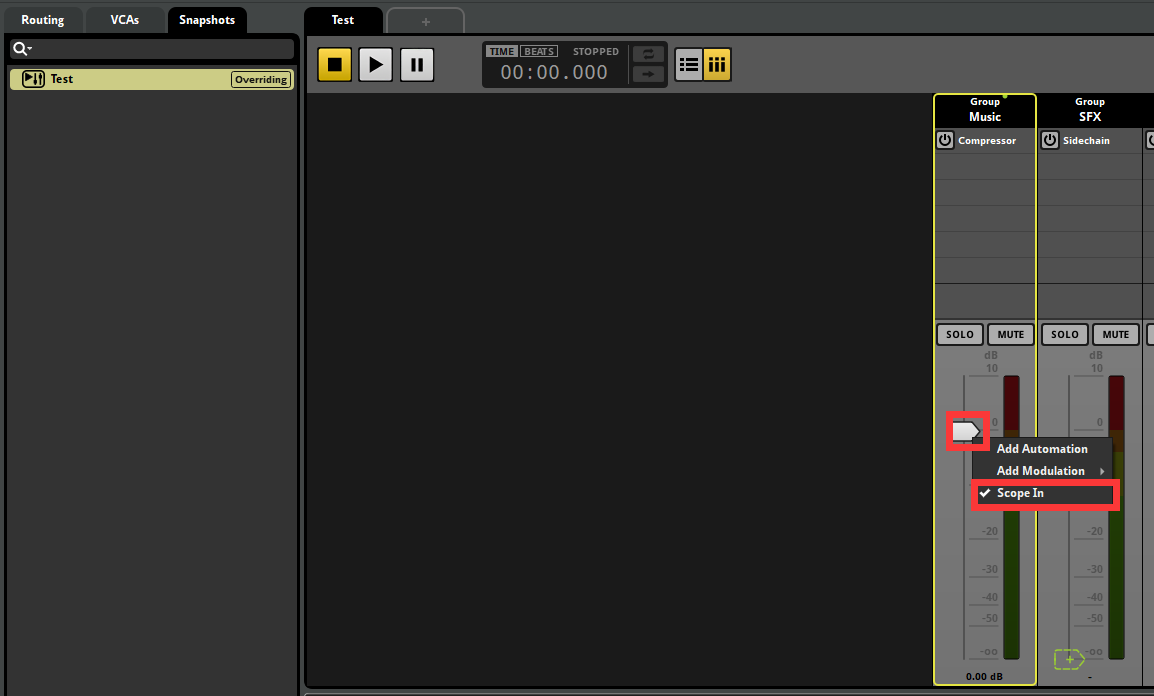 Routing
VCAs
Snapshots
Test
+
Test
Overriding
TIME BEATS STOPPED
00:00.000
Group
Music
Group
SFX
Compressor
Sidechain
SOLO MUTE
SOLO MUTE
dB
10
0
dB
10
0
Add Automation
Add Modulation
Scope In
-20
-30
-40
-50
-oo
-20
-30
-40
-50
-oo
+
0.00 dB
-